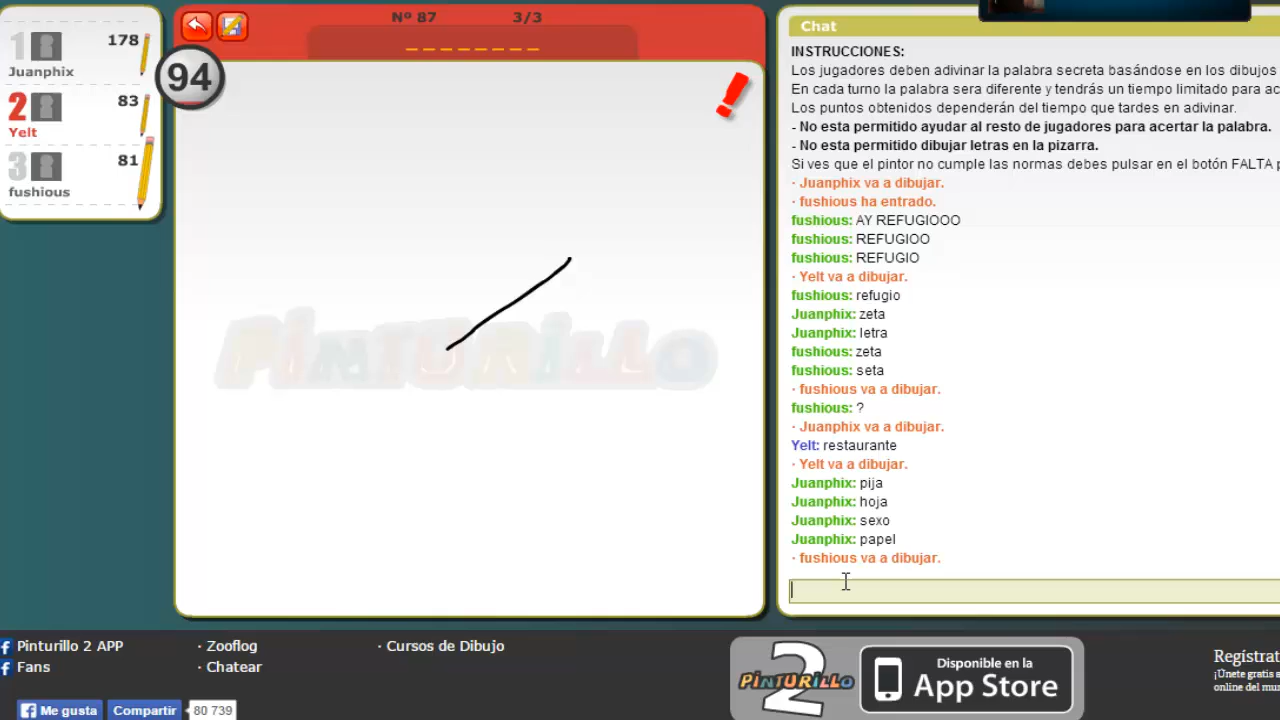 Nº 87 3/3
_ _ _ _ _ _ _ _
94
1 178
Juanphix
2 83
Yelt
3 81
fushious
PINTURILLO
Chat
INSTRUCCIONES:
Los jugadores deben adivinar la palabra secreta basándose en los dibujos
En cada turno la palabra sera diferente y tendrás un tiempo limitado para ac
Los puntos obtenidos dependerán del tiempo que tardes en adivinar.
- No esta permitido ayudar al resto de jugadores para acertar la palabra.
- No esta permitido dibujar letras en la pizarra.
Si ves que el pintor no cumple las normas debes pulsar en el botón FALTA p
· Juanphix va a dibujar.
· fushious ha entrado.
fushious: AY REFUGIOOO
fushious: REFUGIOO
fushious: REFUGIO
· Yelt va a dibujar.
fushious: refugio
Juanphix: zeta
Juanphix: letra
fushious: zeta
fushious: seta
· fushious va a dibujar.
fushious: ?
· Juanphix va a dibujar.
Yelt: restaurante
· Yelt va a dibujar.
Juanphix: pija
Juanphix: hoja
Juanphix: sexo
Juanphix: papel
· fushious va a dibujar.
Pinturillo 2 APP
Fans
· Zooflog
· Chatear
· Cursos de Dibujo
Me gusta
Compartir
80 739
2
PINTURILLO
Disponible en la
App Store
Regístrat
¡Únete gratis a
online del mu